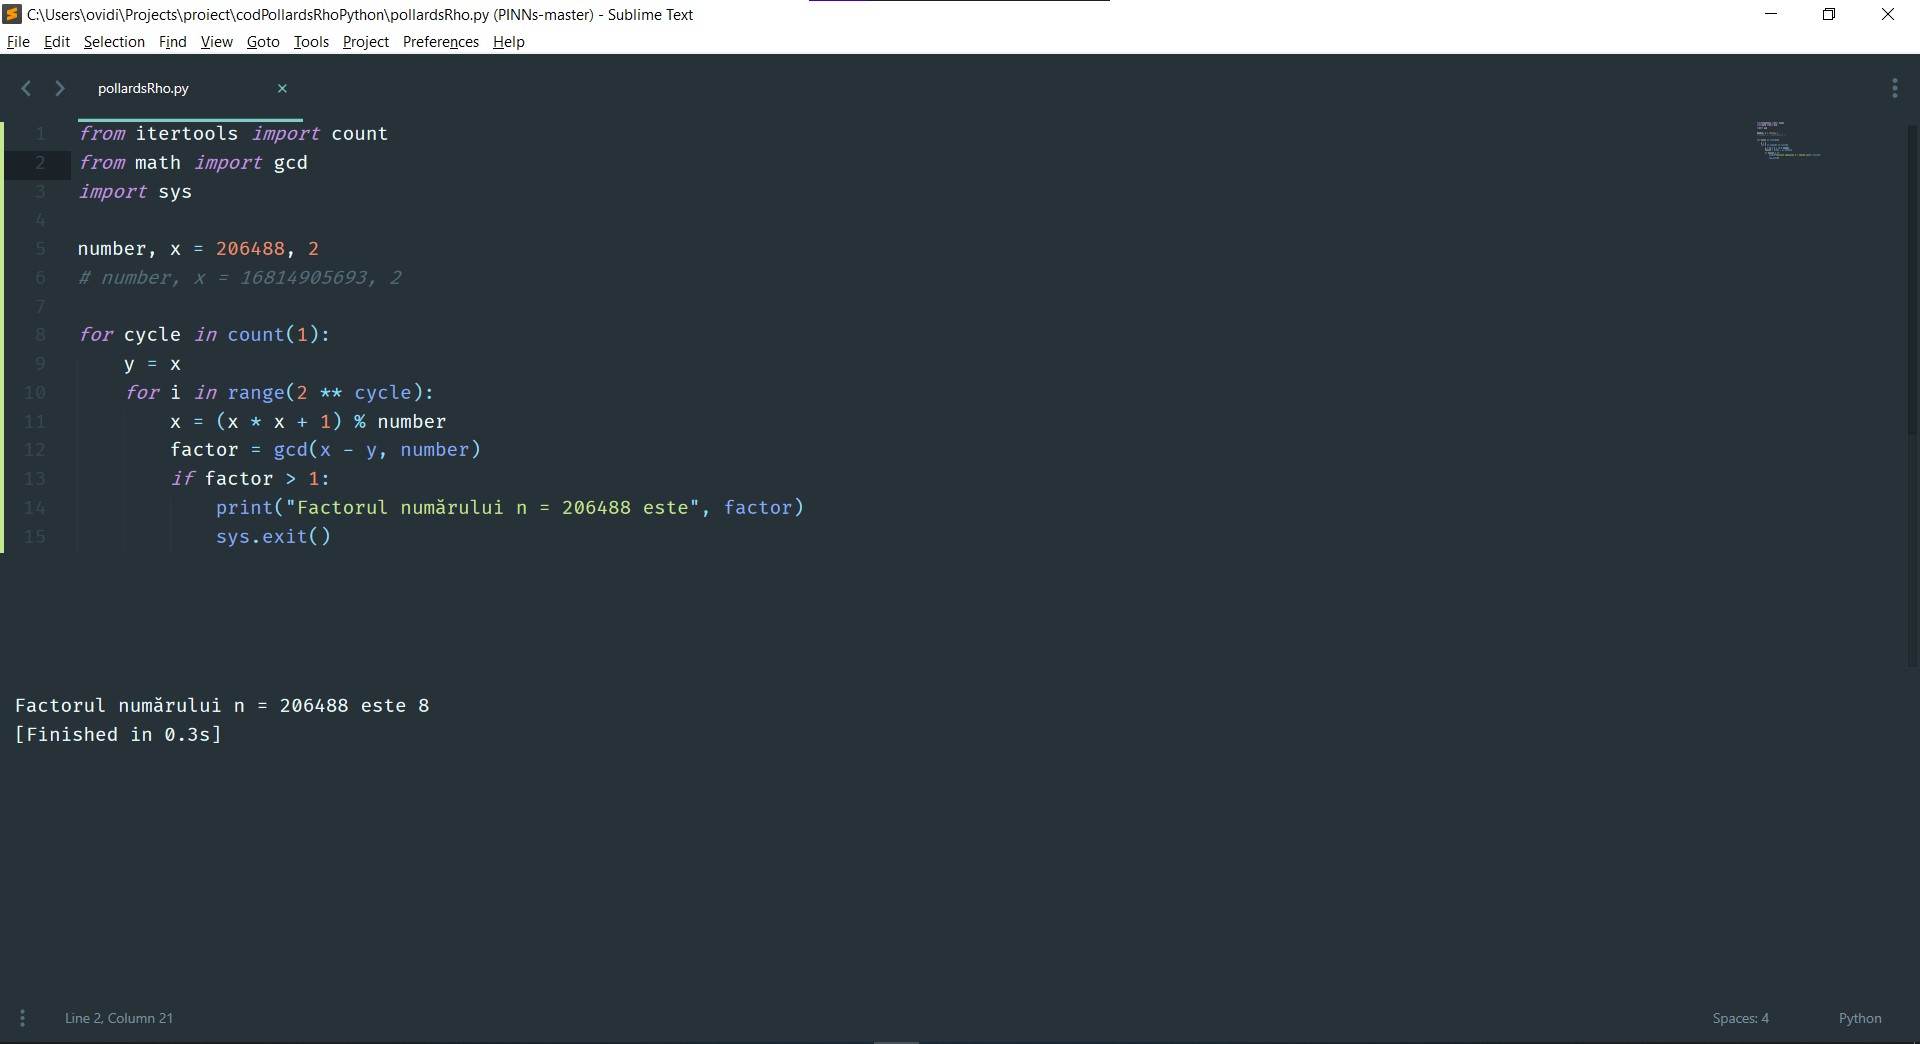 C:\Users\ovidi\Projects\proiect\codPollardsRhoPython\pollardsRho.py (PINNs-master) - Sublime Text
File Edit Selection Find View Goto Tools Project Preferences Help
pollardsRho.py
1 from itertools import count
2 from math import gcd
3 import sys
4
5 number, x = 206488, 2
6 # number, x = 16814905693, 2
7
8 for cycle in count(1):
9     y = x
10     for i in range(2 ** cycle):
11         x = (x * x + 1) % number
12         factor = gcd(x - y, number)
13         if factor > 1:
14             print("Factorul numărului n = 206488 este", factor)
15             sys.exit()
Factorul numărului n = 206488 este 8
[Finished in 0.3s]
Line 2, Column 21 Spaces: 4 Python